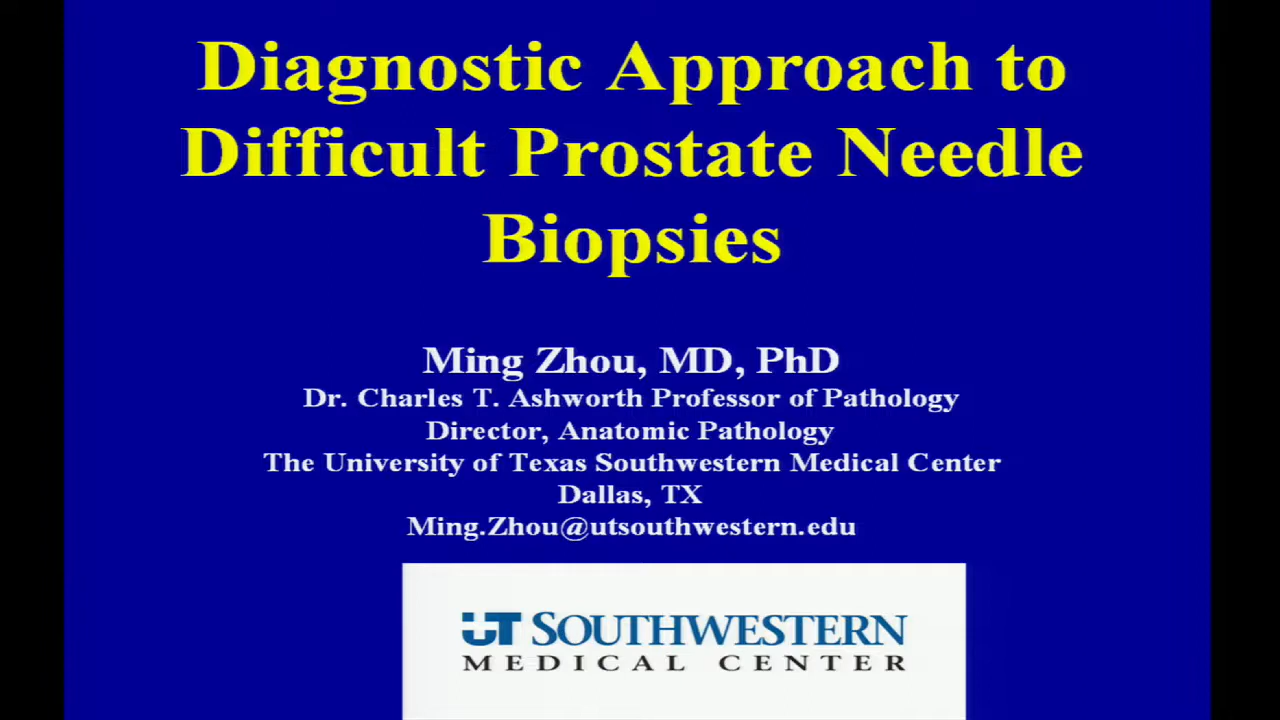 Diagnostic Approach to
Difficult Prostate Needle
Biopsies
Ming Zhou, MD, PhD
Dr. Charles T. Ashworth Professor of Pathology
Director, Anatomic Pathology
The University of Texas Southwestern Medical Center
Dallas, TX
Ming.Zhou@utsouthwestern.edu
UT SOUTHWESTERN
MEDICAL CENTER